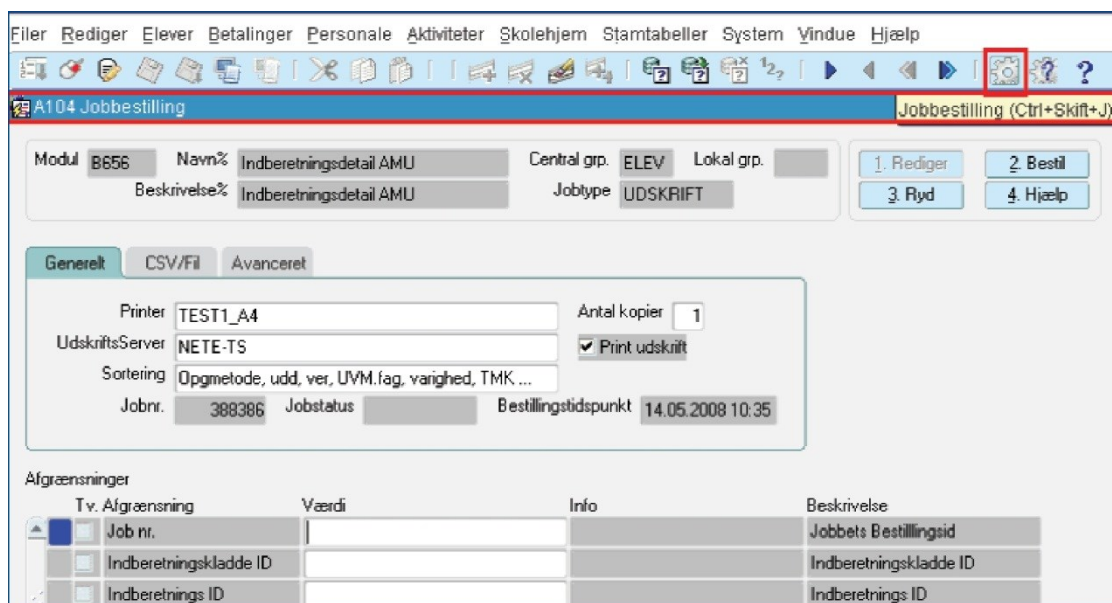 Filer Rediger Elever Betalinger Personale Aktiviteter Skolehjem Stamtabeller System Vindue Hjælp
A104 Jobbestilling
Jobbestilling (Ctrl+Skift+J)
Modul B656 Navn% Indberetningsdetail AMU Central grp. ELEV Lokal grp. 1. Rediger 2. Bestil
Beskrivelse% Indberetningsdetail AMU Jobtype UDSKRIFT 3. Ryd 4. Hjælp
Generelt CSV/Fil Avanceret
Printer TEST1_A4 Antal kopier 1
UdskriftsServer NETE-TS Print udskrift
Sortering Opgmetode, udd, ver, UVM.fag, varighed, TMK ...
Jobnr. 388386 Jobstatus Bestillingstidspunkt 14.05.2008 10:35
Afgrænsninger
Tv. Afgrænsning Værdi Info Beskrivelse
Job nr. Jobbets Bestilllingsid
Indberetningskladde ID Indberetningskladde ID
Indberetnings ID Indberetnings ID